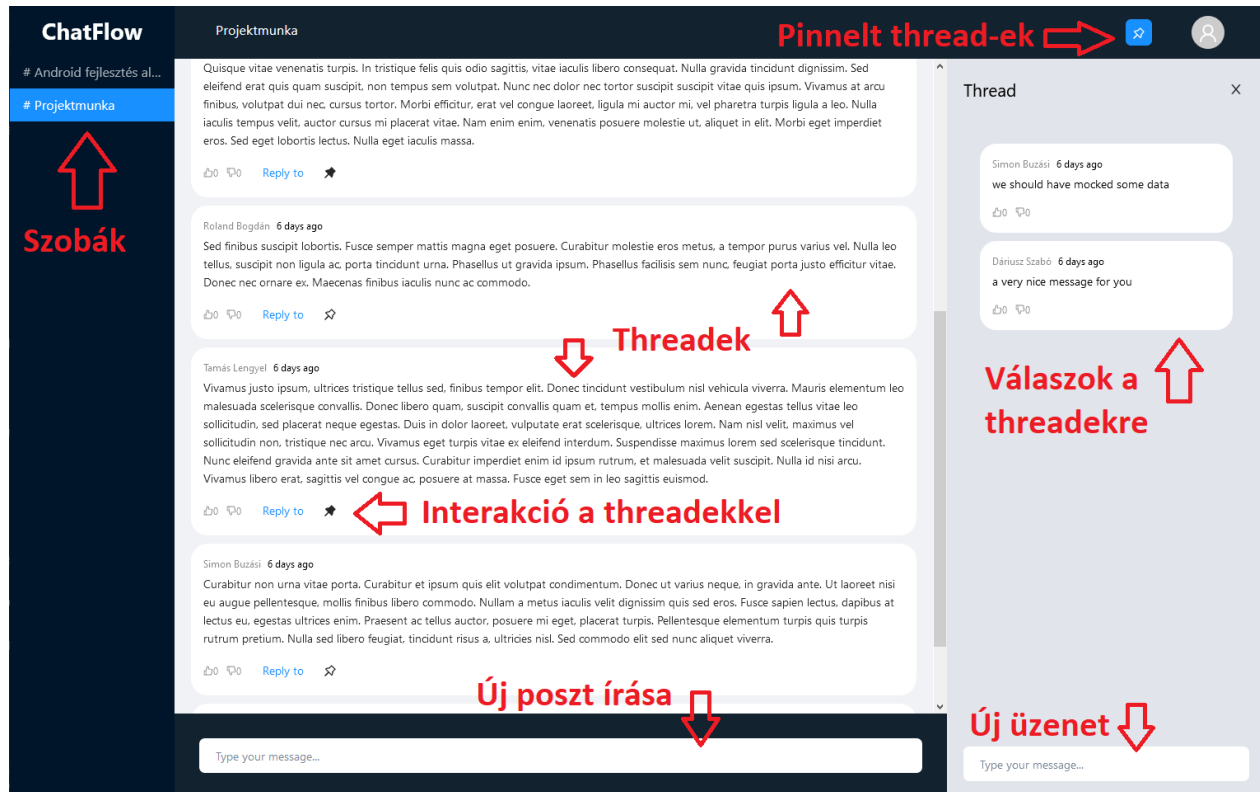 ChatFlow
Projektmunka
Pinnelt thread-ek
# Android fejlesztés al...
# Projektmunka
Szobák
Quisque vitae venenatis turpis. In tristique felis quis odio sagittis, vitae iaculis libero consequat. Nulla gravida tincidunt dignissim. Sed
eleifend erat quis quam suscipit, non tempus sem volutpat. Nunc nec dolor nec tortor suscipit suscipit vitae quis ipsum. Vivamus at arcu
finibus, volutpat dui nec, cursus tortor. Morbi efficitur, erat vel congue laoreet, ligula mi auctor mi, vel pharetra turpis ligula a leo. Nulla
iaculis tempus velit, auctor cursus mi placerat vitae. Nam enim enim, venenatis posuere molestie ut, aliquet in elit. Morbi eget imperdiet
eros. Sed eget lobortis lectus. Nulla eget iaculis massa.
0 0 Reply to
Roland Bogdán 6 days ago
Sed finibus suscipit lobortis. Fusce semper mattis magna eget posuere. Curabitur molestie eros metus, a tempor purus varius vel. Nulla leo
tellus, suscipit non ligula ac, porta tincidunt urna. Phasellus ut gravida ipsum. Phasellus facilisis sem nunc, feugiat porta justo efficitur vitae.
Donec nec ornare ex. Maecenas finibus iaculis nunc ac commodo.
0 0 Reply to
Threadek
Tamás Lengyel 6 days ago
Vivamus justo ipsum, ultrices tristique tellus sed, finibus tempor elit. Donec tincidunt vestibulum nisl vehicula viverra. Mauris elementum leo
malesuada scelerisque convallis. Donec libero quam, suscipit convallis quam et, tempus mollis enim. Aenean egestas tellus vitae leo
sollicitudin, sed placerat neque egestas. Duis in dolor laoreet, vulputate erat scelerisque, ultrices lorem. Nam nisl velit, maximus vel
sollicitudin non, tristique nec arcu. Vivamus eget turpis vitae ex eleifend interdum. Suspendisse maximus lorem sed scelerisque tincidunt.
Nunc eleifend gravida ante sit amet cursus. Curabitur imperdiet enim id ipsum rutrum, et malesuada velit suscipit. Nulla id nisi arcu.
Vivamus libero erat, sagittis vel congue ac, posuere at massa. Fusce eget sem in leo sagittis euismod.
0 0 Reply to
Interakció a threadekkel
Simon Buzási 6 days ago
Curabitur non urna vitae porta. Curabitur et ipsum quis elit volutpat condimentum. Donec ut varius neque, in gravida ante. Ut laoreet nisi
eu augue pellentesque, mollis finibus libero commodo. Nullam a metus iaculis velit dignissim quis sed eros. Fusce sapien lectus, dapibus at
lectus eu, egestas ultrices enim. Praesent ac tellus auctor, posuere mi eget, placerat turpis. Pellentesque elementum turpis quis turpis
rutrum pretium. Nulla sed libero feugiat, tincidunt risus a, ultricies nisl. Sed commodo elit sed nunc aliquet viverra.
0 0 Reply to
Új poszt írása
Type your message...
Thread
X
Simon Buzási 6 days ago
we should have mocked some data
0 0
Dáriusz Szabó 6 days ago
a very nice message for you
0 0
Válaszok a
threadekre
Új üzenet
Type your message...